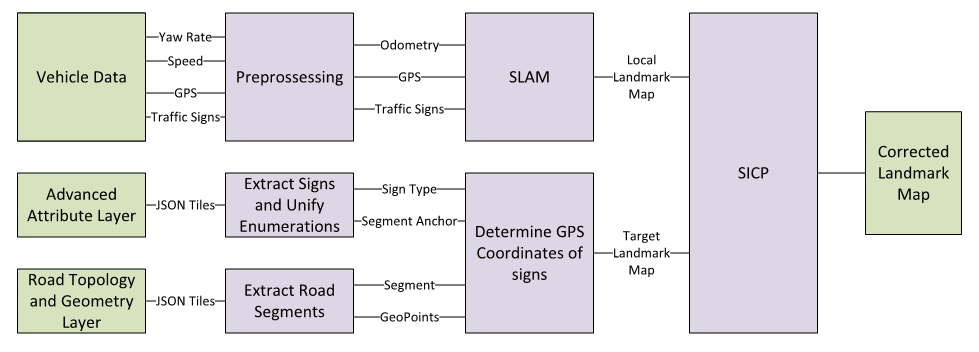 Vehicle Data
Yaw Rate
Speed
GPS
Traffic Signs
Preprossessing
Odometry
GPS
Traffic Signs
SLAM
Local
Landmark
Map
SICP
Corrected
Landmark
Map
Advanced
Attribute Layer
JSON Tiles
Extract Signs
and Unify
Enumerations
Sign Type
Segment Anchor
Determine GPS
Coordinates of
signs
Target
Landmark
Map
Road Topology
and Geometry
Layer
JSON Tiles
Extract Road
Segments
Segment
GeoPoints